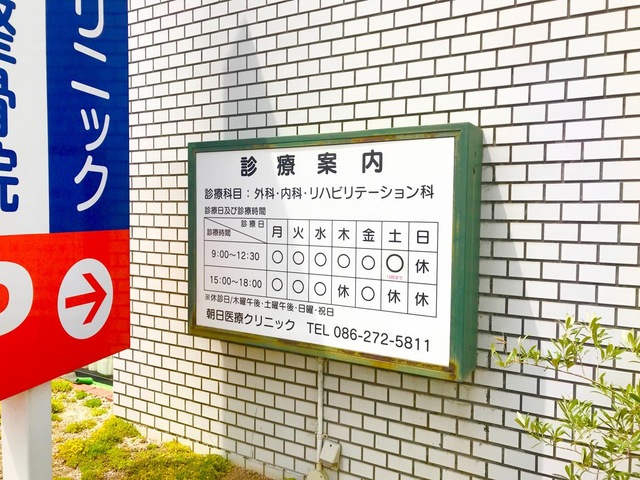 リニック
整骨院
P
診療案内
診療科目：外科・内科・リハビリテーション科
診療日及び診療時間
診療日 月 火 水 木 金 土 日
診療時間
9:00～12:30 ○ ○ ○ ○ ○ ○ 休
15:00～18:00 ○ ○ ○ 休 ○ 休 休
※休診日/木曜午後・土曜午後・日曜・祝日
朝日医療クリニック TEL 086-272-5811